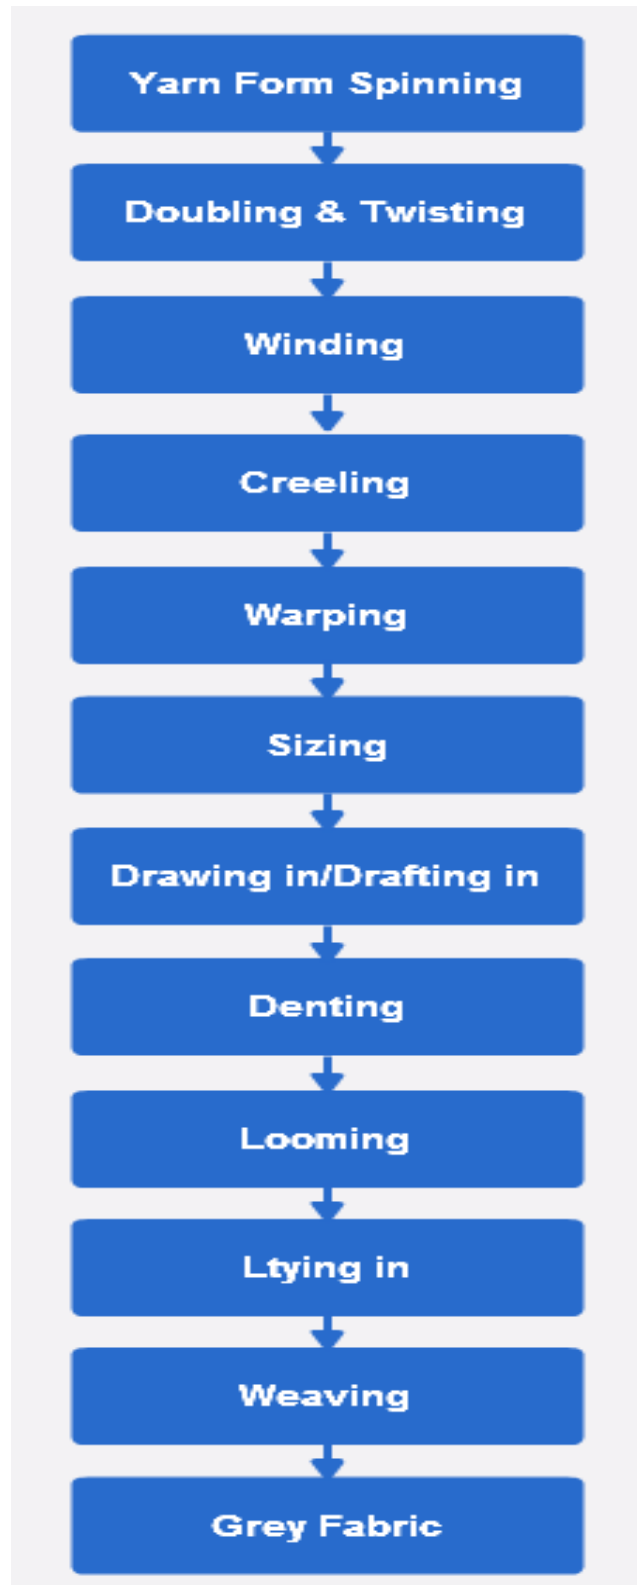 Yarn Form Spinning
Doubling & Twisting
Winding
Creeling
Warping
Sizing
Drawing in/Drafting in
Denting
Looming
Ltying in
Weaving
Grey Fabric